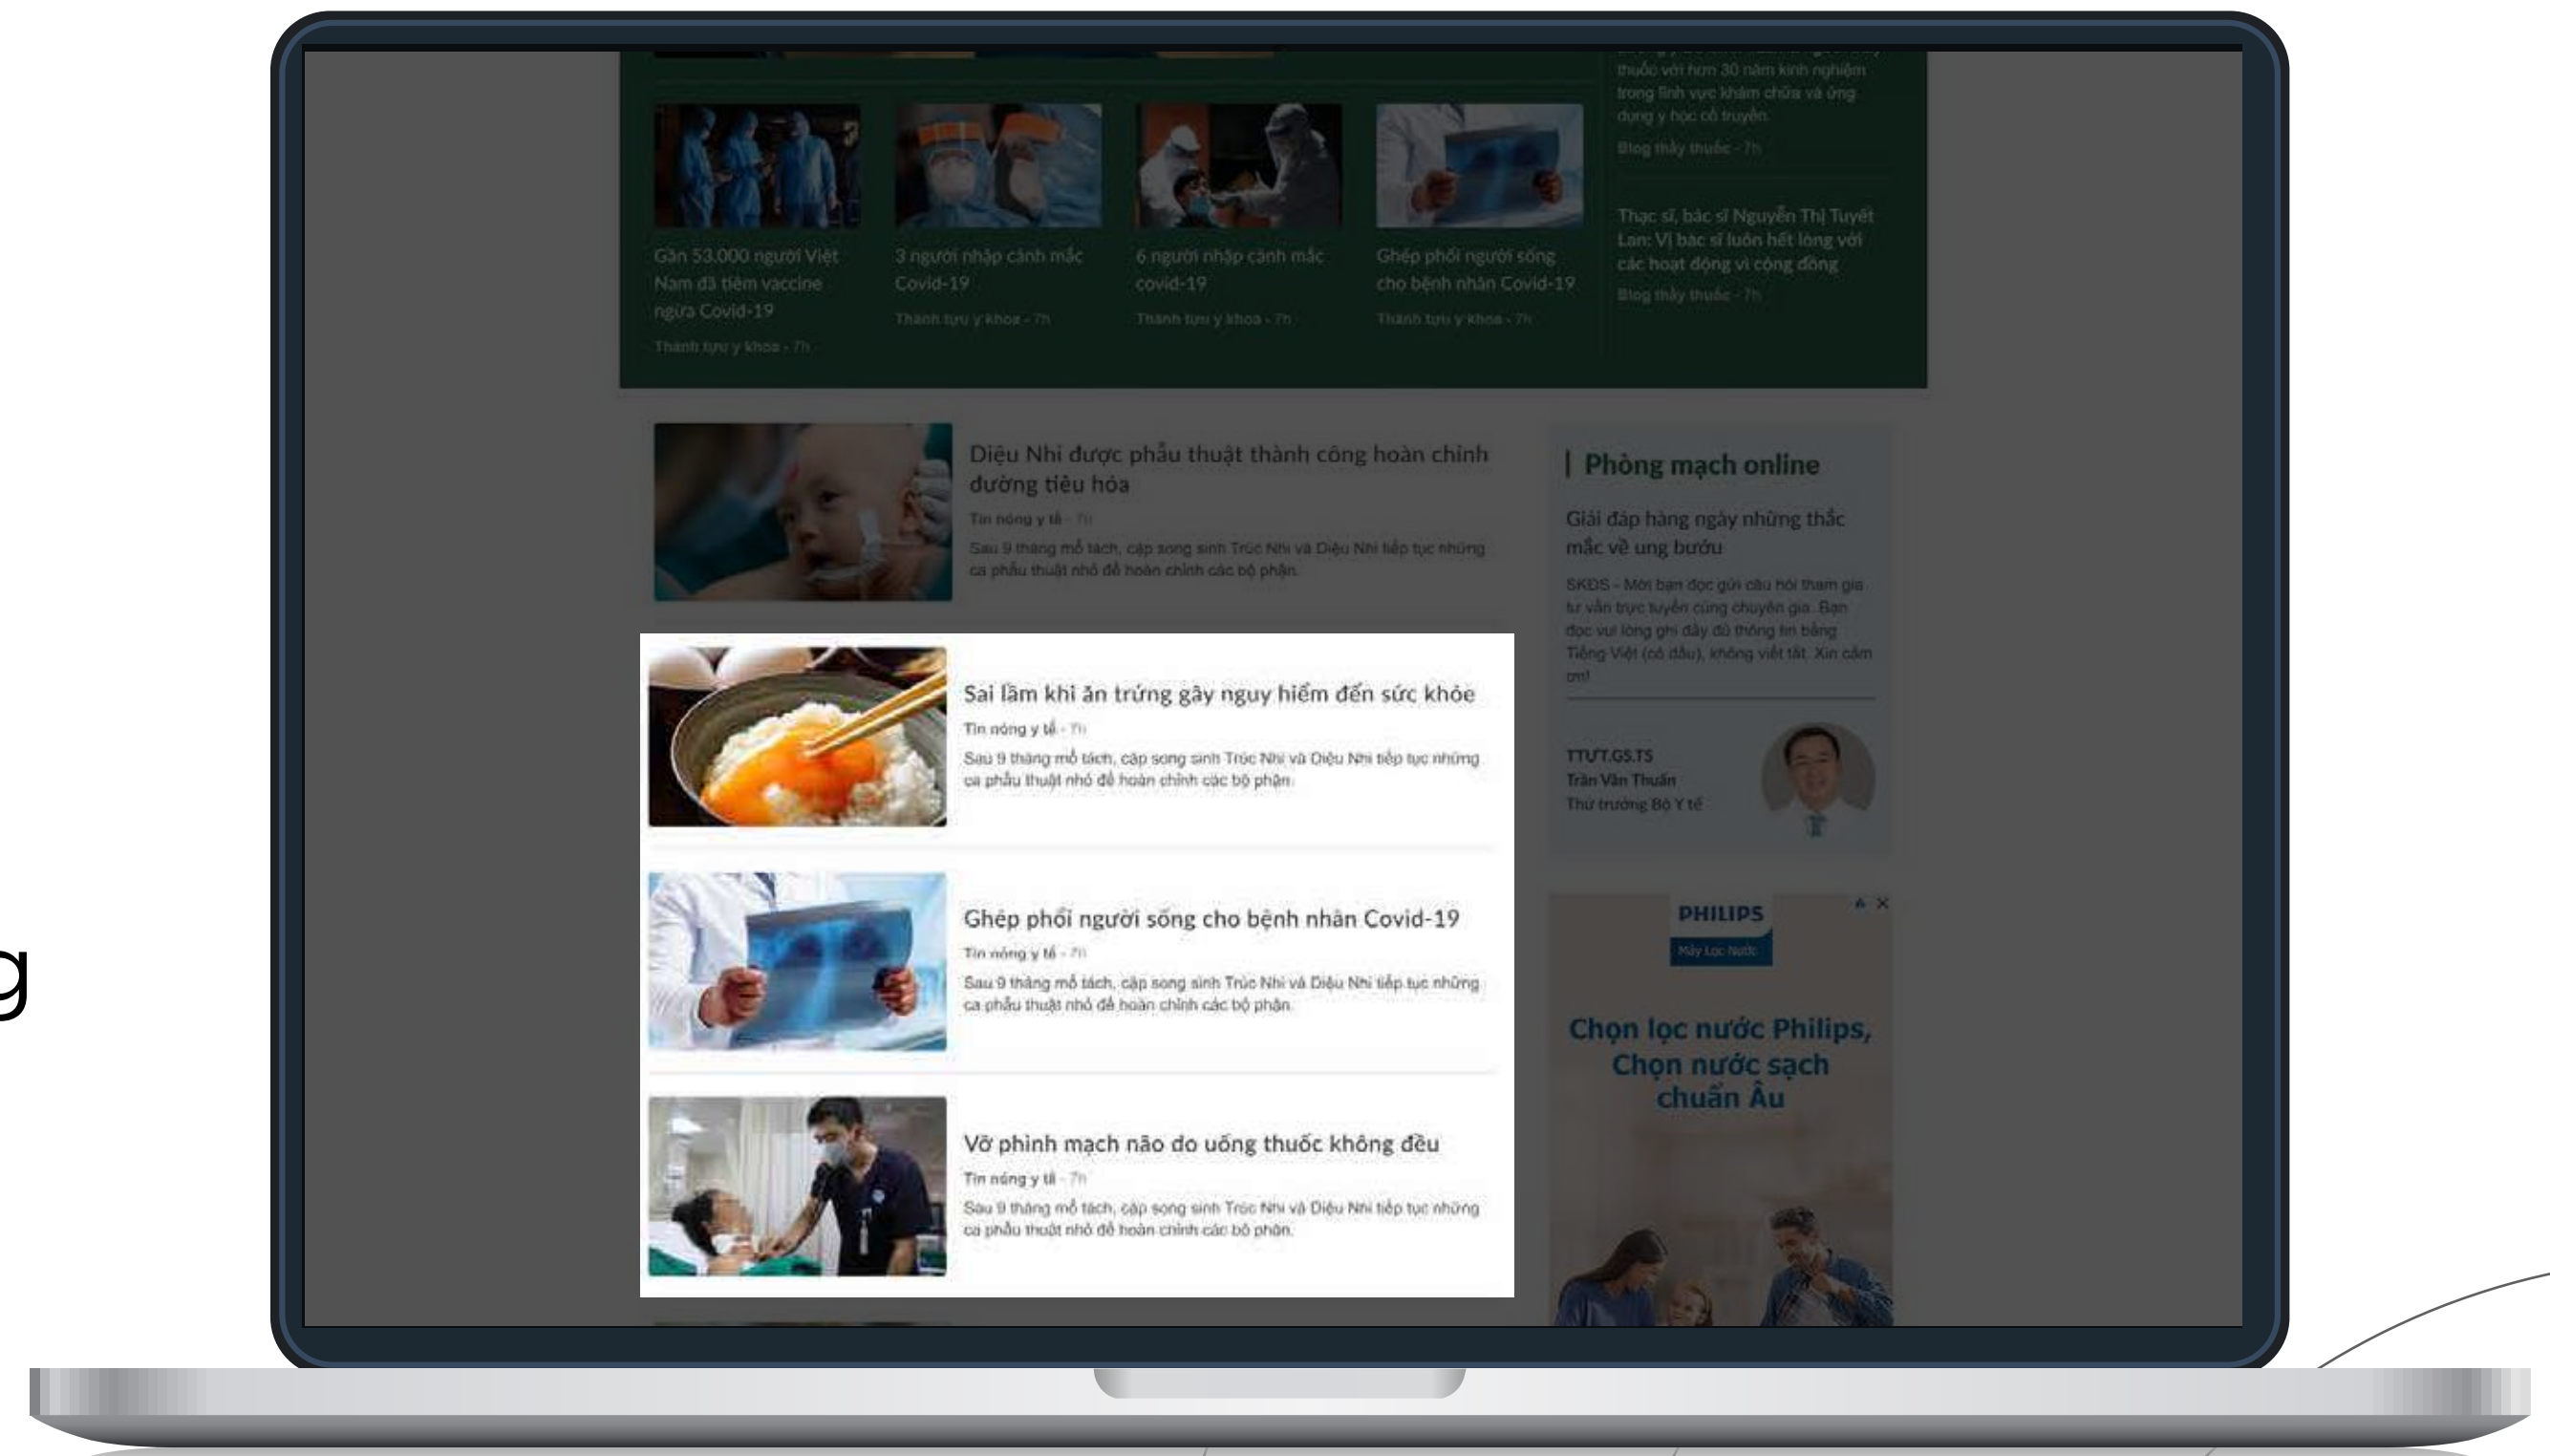 thuốc với hơn 30 năm kinh nghiệm
trong lĩnh vực khám chữa và ứng
dụng y học cổ truyền.
Blog thầy thuốc - 7h
Gần 53.000 người Việt
Nam đã tiêm vaccine
ngừa Covid-19
Thành tựu y khoa - 7h
3 người nhập cảnh mắc
Covid-19
Thành tựu y khoa - 7h
6 người nhập cảnh mắc
covid-19
Thành tựu y khoa - 7h
Ghép phổi người sống
cho bệnh nhân Covid-19
Thành tựu y khoa - 7h
Thạc sĩ, bác sĩ Nguyễn Thị Tuyết
Lan: Vị bác sĩ luôn hết lòng với
các hoạt động vì cộng đồng
Blog thầy thuốc - 7h
Diệu Nhi được phẫu thuật thành công hoàn chỉnh
đường tiêu hóa
Tin nóng y tế - 7h
Sau 9 tháng mổ tách, cặp song sinh Trúc Nhi và Diệu Nhi tiếp tục những
ca phẫu thuật nhỏ để hoàn chỉnh các bộ phận.
Sai lầm khi ăn trứng gây nguy hiểm đến sức khỏe
Tin nóng y tế - 7h
Sau 9 tháng mổ tách, cặp song sinh Trúc Nhi và Diệu Nhi tiếp tục những
ca phẫu thuật nhỏ để hoàn chỉnh các bộ phận.
Ghép phổi người sống cho bệnh nhân Covid-19
Tin nóng y tế - 7h
Sau 9 tháng mổ tách, cặp song sinh Trúc Nhi và Diệu Nhi tiếp tục những
ca phẫu thuật nhỏ để hoàn chỉnh các bộ phận.
Vỡ phình mạch não do uống thuốc không đều
Tin nóng y tế - 7h
Sau 9 tháng mổ tách, cặp song sinh Trúc Nhi và Diệu Nhi tiếp tục những
ca phẫu thuật nhỏ để hoàn chỉnh các bộ phận.
Phòng mạch online
Giải đáp hàng ngày những thắc
mắc về ung bướu
SKĐS - Mời bạn đọc gửi câu hỏi tham gia
tư vấn trực tuyến cùng chuyên gia. Bạn
đọc vui lòng ghi đầy đủ thông tin bằng
Tiếng Việt (có dấu), không viết tắt. Xin cảm
ơn!
TTƯT.GS.TS
Trần Văn Thuấn
Thứ trưởng Bộ Y tế
PHILIPS
Máy Lọc Nước
Chọn lọc nước Philips,
Chọn nước sạch
chuẩn Âu
g